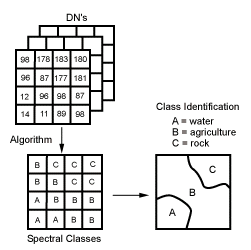 DN's
98 178 183 180
96 87 177 181
12 96 98 87
14 11 89 98
Algorithm
Class Identification
A = water
B = agriculture
C = rock
B C C C
B B C C
A B B B
A A B B
C
B
A
Spectral Classes